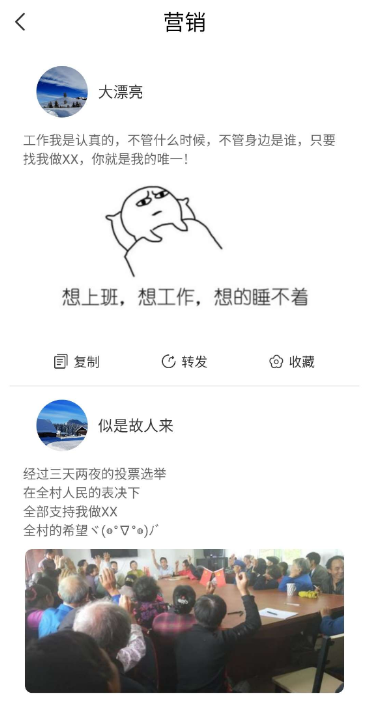 营销
大漂亮
工作我是认真的，不管什么时候，不管身边是谁，只要
找我做XX，你就是我的唯一！
想上班，想工作，想的睡不着
复制
转发
收藏
似是故人来
经过三天两夜的投票选举
在全村人民的表决下
全部支持我做XX
全村的希望ヾ(❁°∇°❁)ﾉﾞ